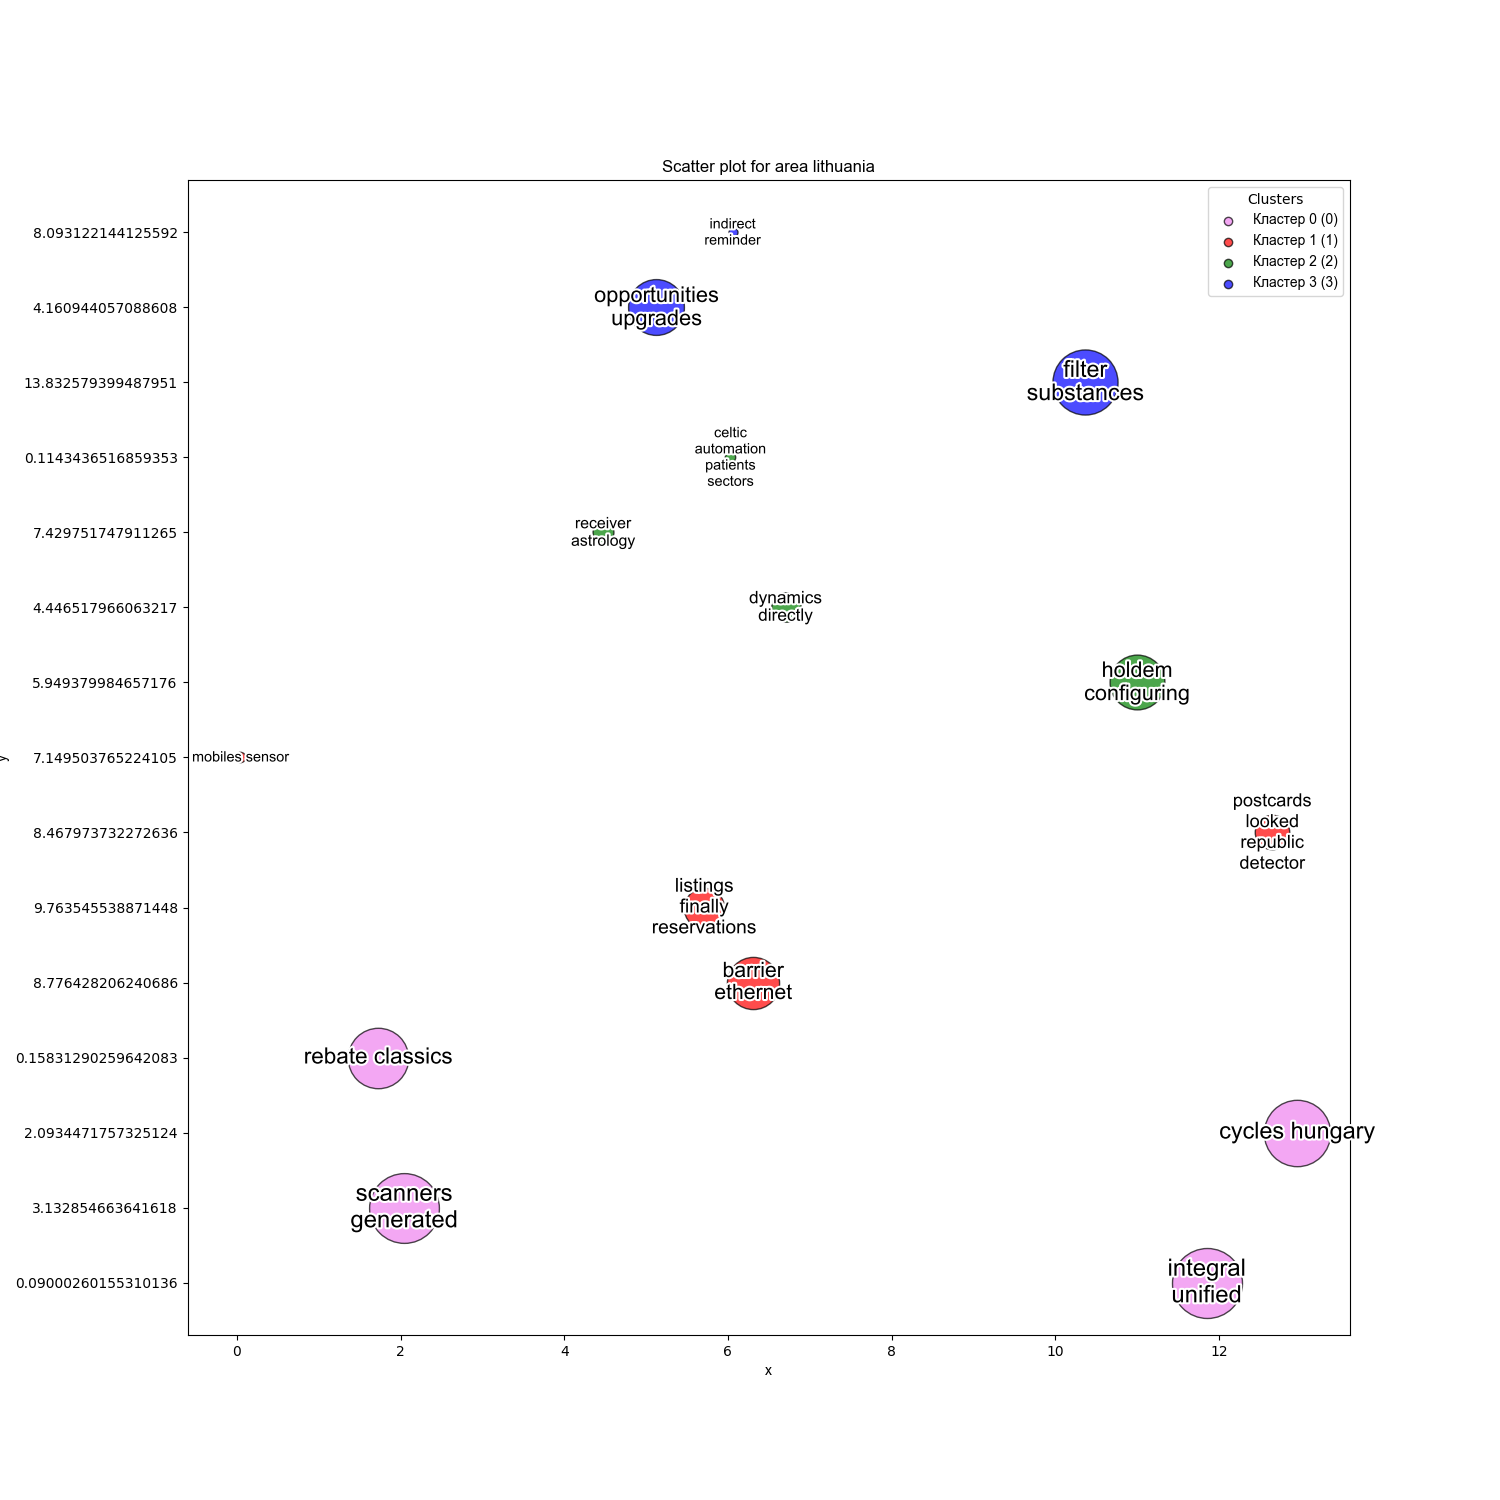 Scatter plot for area lithuania
Clusters
Кластер 0 (0)
Кластер 1 (1)
Кластер 2 (2)
Кластер 3 (3)
8.093122144125592
4.160944057088608
13.832579399487951
0.1143436516859353
7.429751747911265
4.446517966063217
5.949379984657176
7.149503765224105
8.467973732272636
9.763545538871448
8.776428206240686
0.15831290259642083
2.0934471757325124
3.132854663641618
0.09000260155310136
y
indirect
reminder
opportunities
upgrades
filter
substances
celtic
automation
patients
sectors
receiver
astrology
dynamics
directly
holdem
configuring
mobiles sensor
postcards
looked
republic
detector
listings
finally
reservations
barrier
ethernet
rebate classics
cycles hungary
scanners
generated
integral
unified
0 2 4 6 8 10 12
x